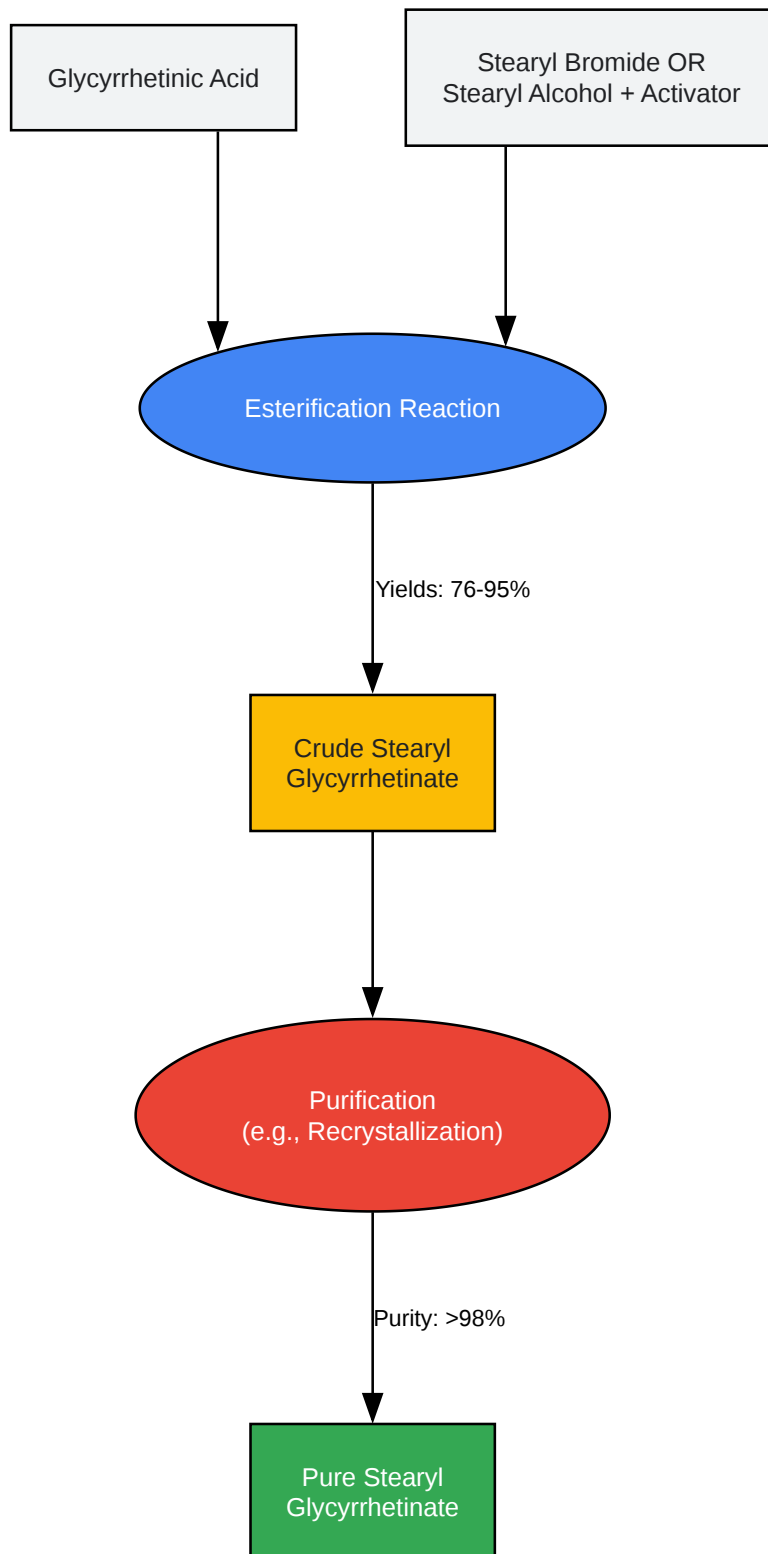 Glycyrrhetinic Acid
Stearyl Bromide OR
Stearyl Alcohol + Activator
Esterification Reaction
Yields: 76-95%
Crude Stearyl
Glycyrrhetinate
Purification
(e.g., Recrystallization)
Purity: >98%
Pure Stearyl
Glycyrrhetinate